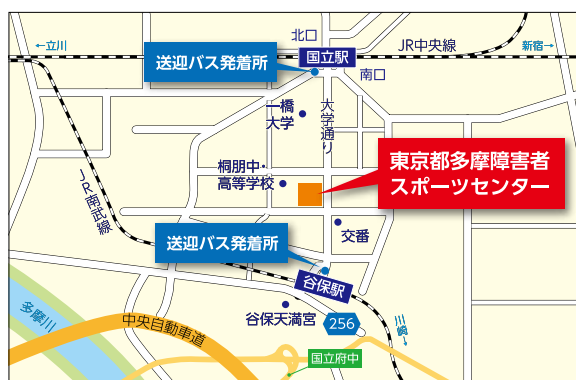 北口
←立川
国立駅
JR中央線
新宿→
送迎バス発着所
南口
一橋
大学
大学通り
桐朋中・
高等学校
東京都多摩障害者
スポーツセンター
JR南武線
交番
送迎バス発着所
谷保駅
谷保天満宮
256
川崎→
多摩川
中央自動車道
国立府中